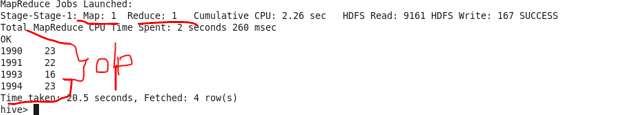 MapReduce Jobs Launched:
Stage-Stage-1: Map: 1  Reduce: 1   Cumulative CPU: 2.26 sec   HDFS Read: 9161 HDFS Write: 167 SUCCESS
Total MapReduce CPU Time Spent: 2 seconds 260 msec
OK
1990    23
1991    22
1993    16
1994    23
o/p
Time taken: 20.5 seconds, Fetched: 4 row(s)
hive>